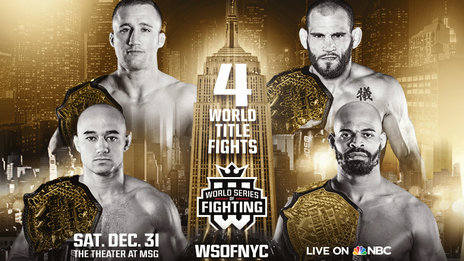 4
WORLD
TITLE
FIGHTS
WORLD SERIES
OF
FIGHTING
SAT. DEC. 31
THE THEATER AT MSG
WSOFNYC
LIVE ON NBC